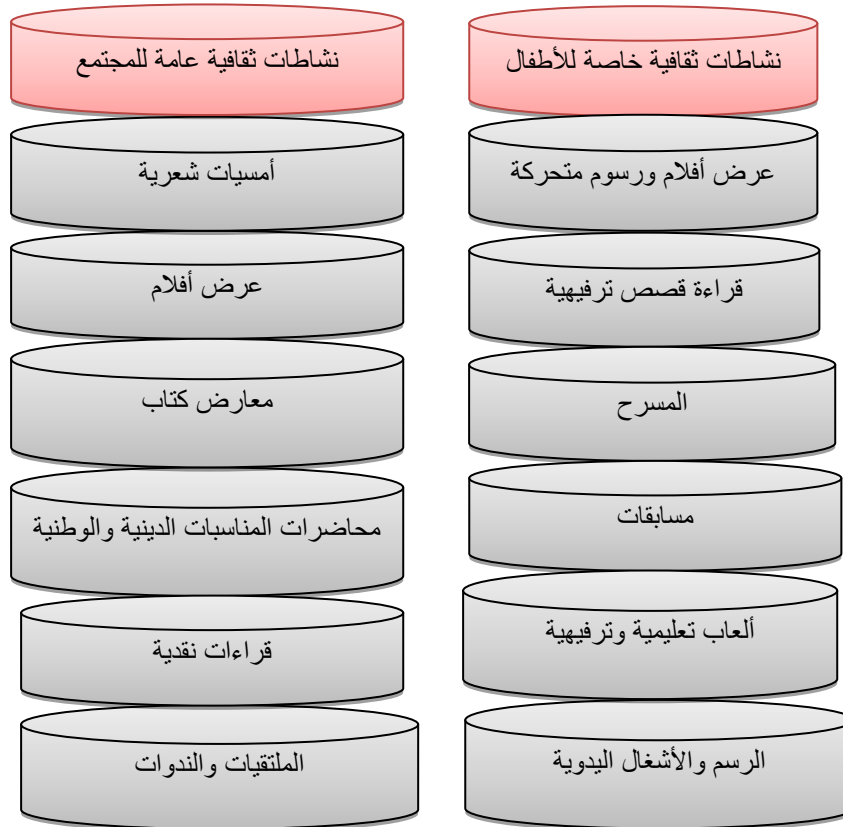 نشاطات ثقافية خاصة للأطفال
عرض أفلام ورسوم متحركة
قراءة قصص ترفيهية
المسرح
مسابقات
ألعاب تعليمية وترفيهية
الرسم والأشغال اليدوية
نشاطات ثقافية عامة للمجتمع
أمسيات شعرية
عرض أفلام
معارض كتاب
محاضرات المناسبات الدينية والوطنية
قراءات نقدية
الملتقيات والندوات